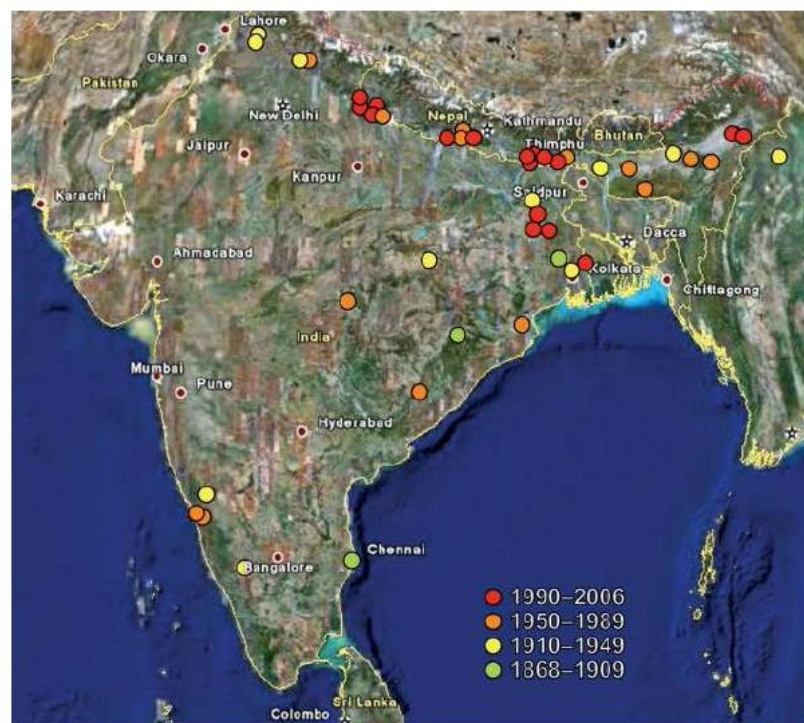 Lahore
Okara
Pakistan
New Delhi
Nepal
Kathmandu
Jaipur
Thimphu
Bhutan
Kanpur
Saidpur
Karachi
Dacca
Ahmadabad
Kolkata
Chittagong
India
Mumbai
Pune
Hyderabad
Chennai
Bangalore
1990–2006
1950–1989
1910–1949
1868–1909
Sri Lanka
Colombo